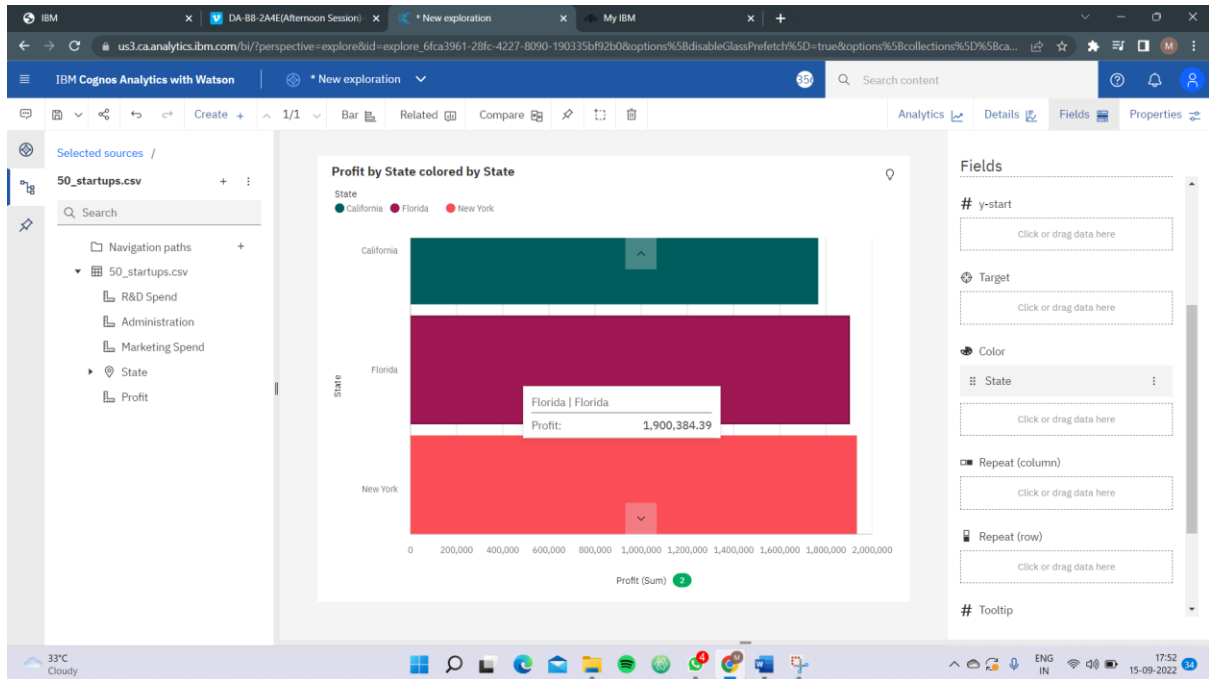 IBM
DA-B8-2A4E(Afternoon Session)
* New exploration
My IBM
us3.ca.analytics.ibm.com/bi/?perspective=explore&id=explore_6fca3961-28fc-4227-8090-190335bf92b0&options%5BdisableGlassPrefetch%5D=true&options%5Bcollections%5D%5Bca...
M
IBM Cognos Analytics with Watson
* New exploration
Search content
Create +
1/1
Bar
Related
Compare
Analytics
Details
Fields
Properties
Selected sources /
50_startups.csv
Search
Navigation paths
50_startups.csv
R&D Spend
Administration
Marketing Spend
State
Profit
Profit by State colored by State
State
California
Florida
New York
California
Florida
New York
State
Florida | Florida
Profit: 1,900,384.39
0 200,000 400,000 600,000 800,000 1,000,000 1,200,000 1,400,000 1,600,000 1,800,000 2,000,000
Profit (Sum) 2
Fields
# y-start
Click or drag data here
Target
Click or drag data here
Color
State
Click or drag data here
Repeat (column)
Click or drag data here
Repeat (row)
Click or drag data here
# Tooltip
33°C
Cloudy
4
M
ENG
IN
17:52
15-09-2022
34